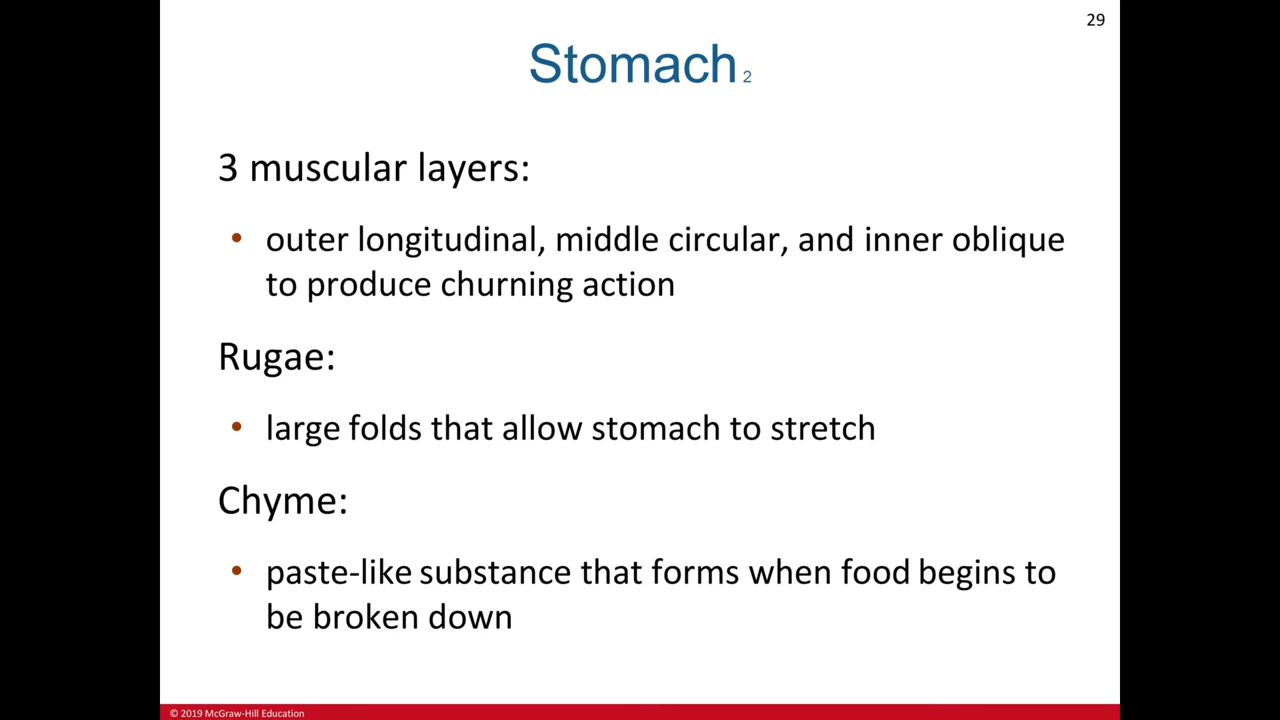 29
Stomach 2
3 muscular layers:
• outer longitudinal, middle circular, and inner oblique
to produce churning action
Rugae:
• large folds that allow stomach to stretch
Chyme:
• paste-like substance that forms when food begins to
be broken down
© 2019 McGraw-Hill Education